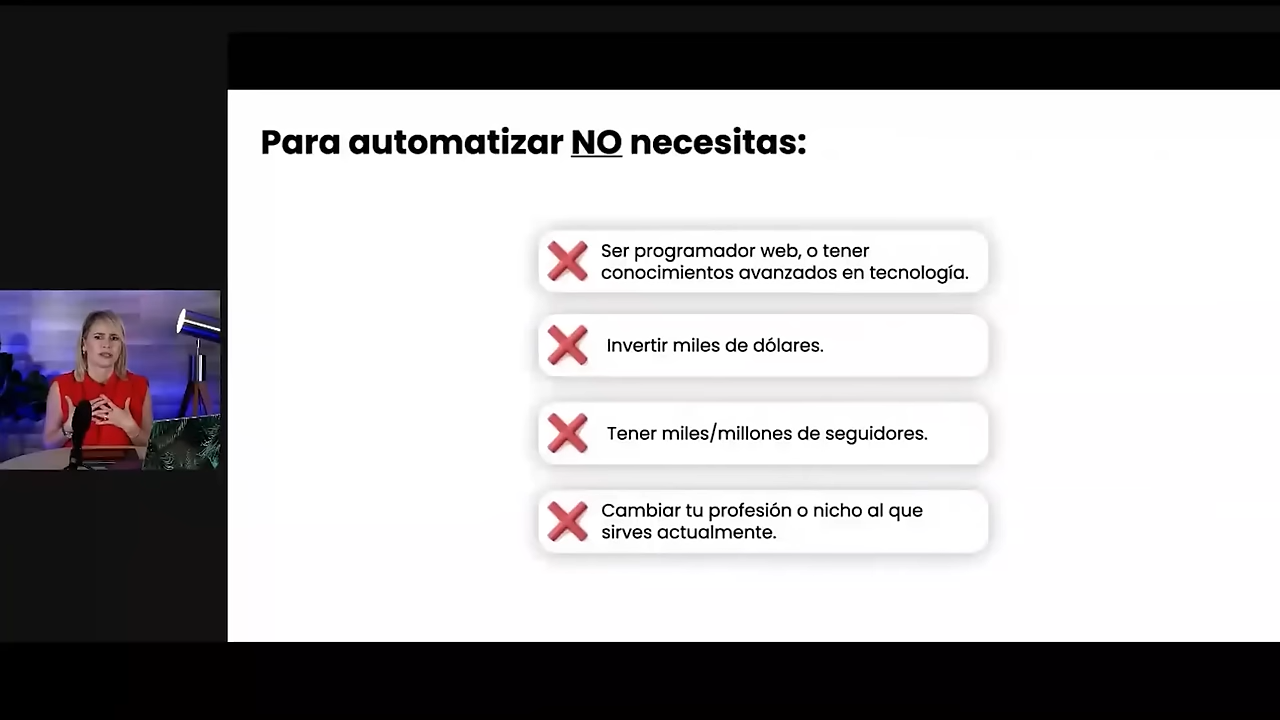 Para automatizar NO necesitas:
Ser programador web, o tener
conocimientos avanzados en tecnología.
Invertir miles de dólares.
Tener miles/millones de seguidores.
Cambiar tu profesión o nicho al que
sirves actualmente.